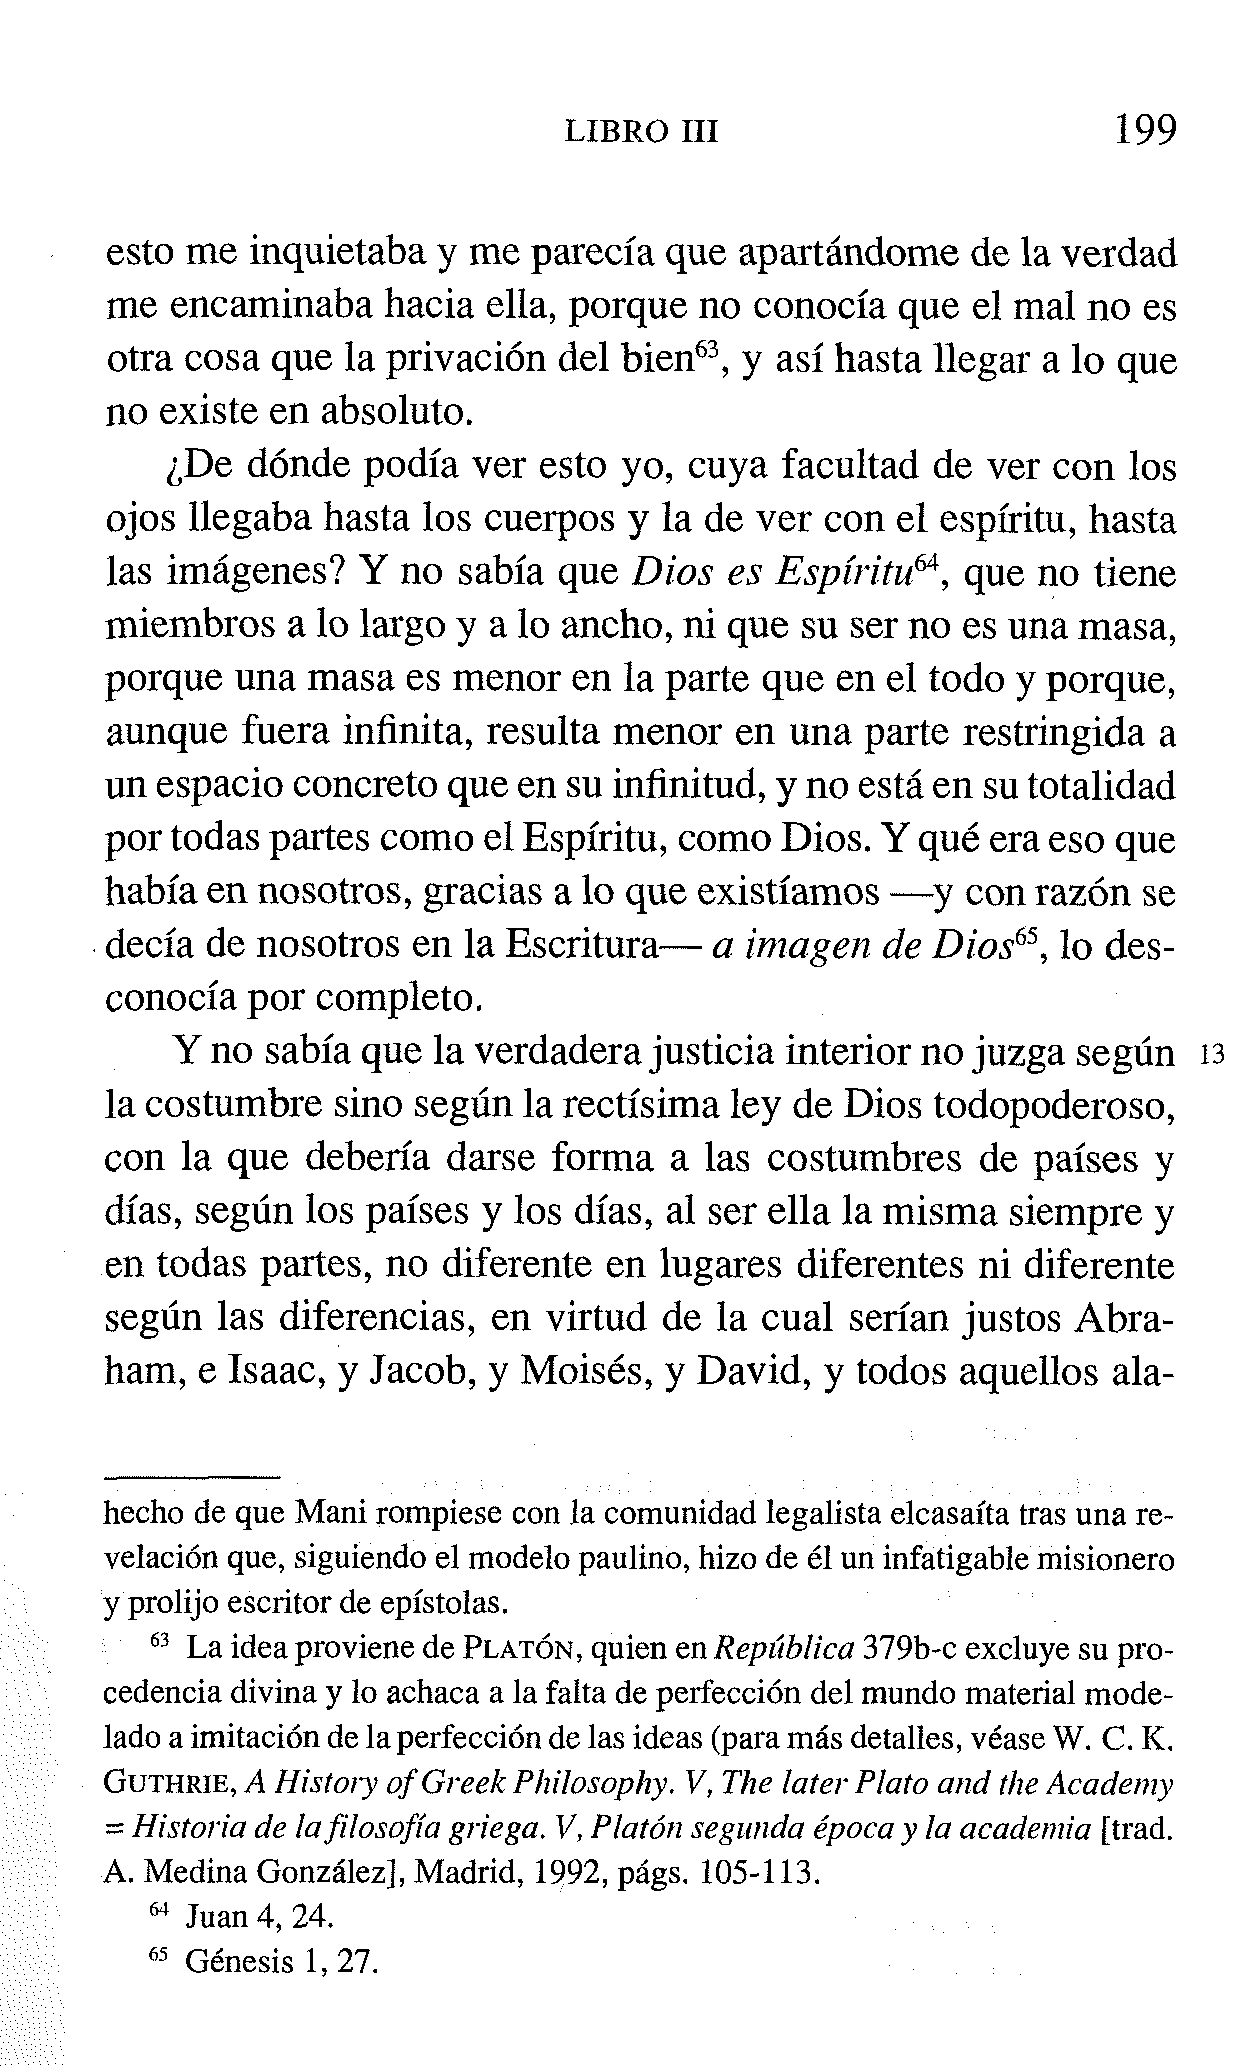 LIBRO III 199
esto me inquietaba y me parecía que apartándome de la verdad
me encaminaba hacia ella, porque no conocía que el mal no es
otra cosa que la privación del bien⁶³, y así hasta llegar a lo que
no existe en absoluto.
¿De dónde podía ver esto yo, cuya facultad de ver con los
ojos llegaba hasta los cuerpos y la de ver con el espíritu, hasta
las imágenes? Y no sabía que Dios es Espíritu⁶⁴, que no tiene
miembros a lo largo y a lo ancho, ni que su ser no es una masa,
porque una masa es menor en la parte que en el todo y porque,
aunque fuera infinita, resulta menor en una parte restringida a
un espacio concreto que en su infinitud, y no está en su totalidad
por todas partes como el Espíritu, como Dios. Y qué era eso que
había en nosotros, gracias a lo que existíamos —y con razón se
decía de nosotros en la Escritura— a imagen de Dios⁶⁵, lo des-
conocía por completo.
Y no sabía que la verdadera justicia interior no juzga según 13
la costumbre sino según la rectísima ley de Dios todopoderoso,
con la que debería darse forma a las costumbres de países y
días, según los países y los días, al ser ella la misma siempre y
en todas partes, no diferente en lugares diferentes ni diferente
según las diferencias, en virtud de la cual serían justos Abra-
ham, e Isaac, y Jacob, y Moisés, y David, y todos aquellos ala-
hecho de que Mani rompiese con la comunidad legalista elcasaíta tras una re-
velación que, siguiendo el modelo paulino, hizo de él un infatigable misionero
y prolijo escritor de epístolas.
⁶³ La idea proviene de PLATÓN, quien en República 379b-c excluye su pro-
cedencia divina y lo achaca a la falta de perfección del mundo material mode-
lado a imitación de la perfección de las ideas (para más detalles, véase W. C. K.
GUTHRIE, A History of Greek Philosophy. V, The later Plato and the Academy
= Historia de la filosofía griega. V, Platón segunda época y la academia [trad.
A. Medina González], Madrid, 1992, págs. 105-113.
⁶⁴ Juan 4, 24.
⁶⁵ Génesis 1, 27.